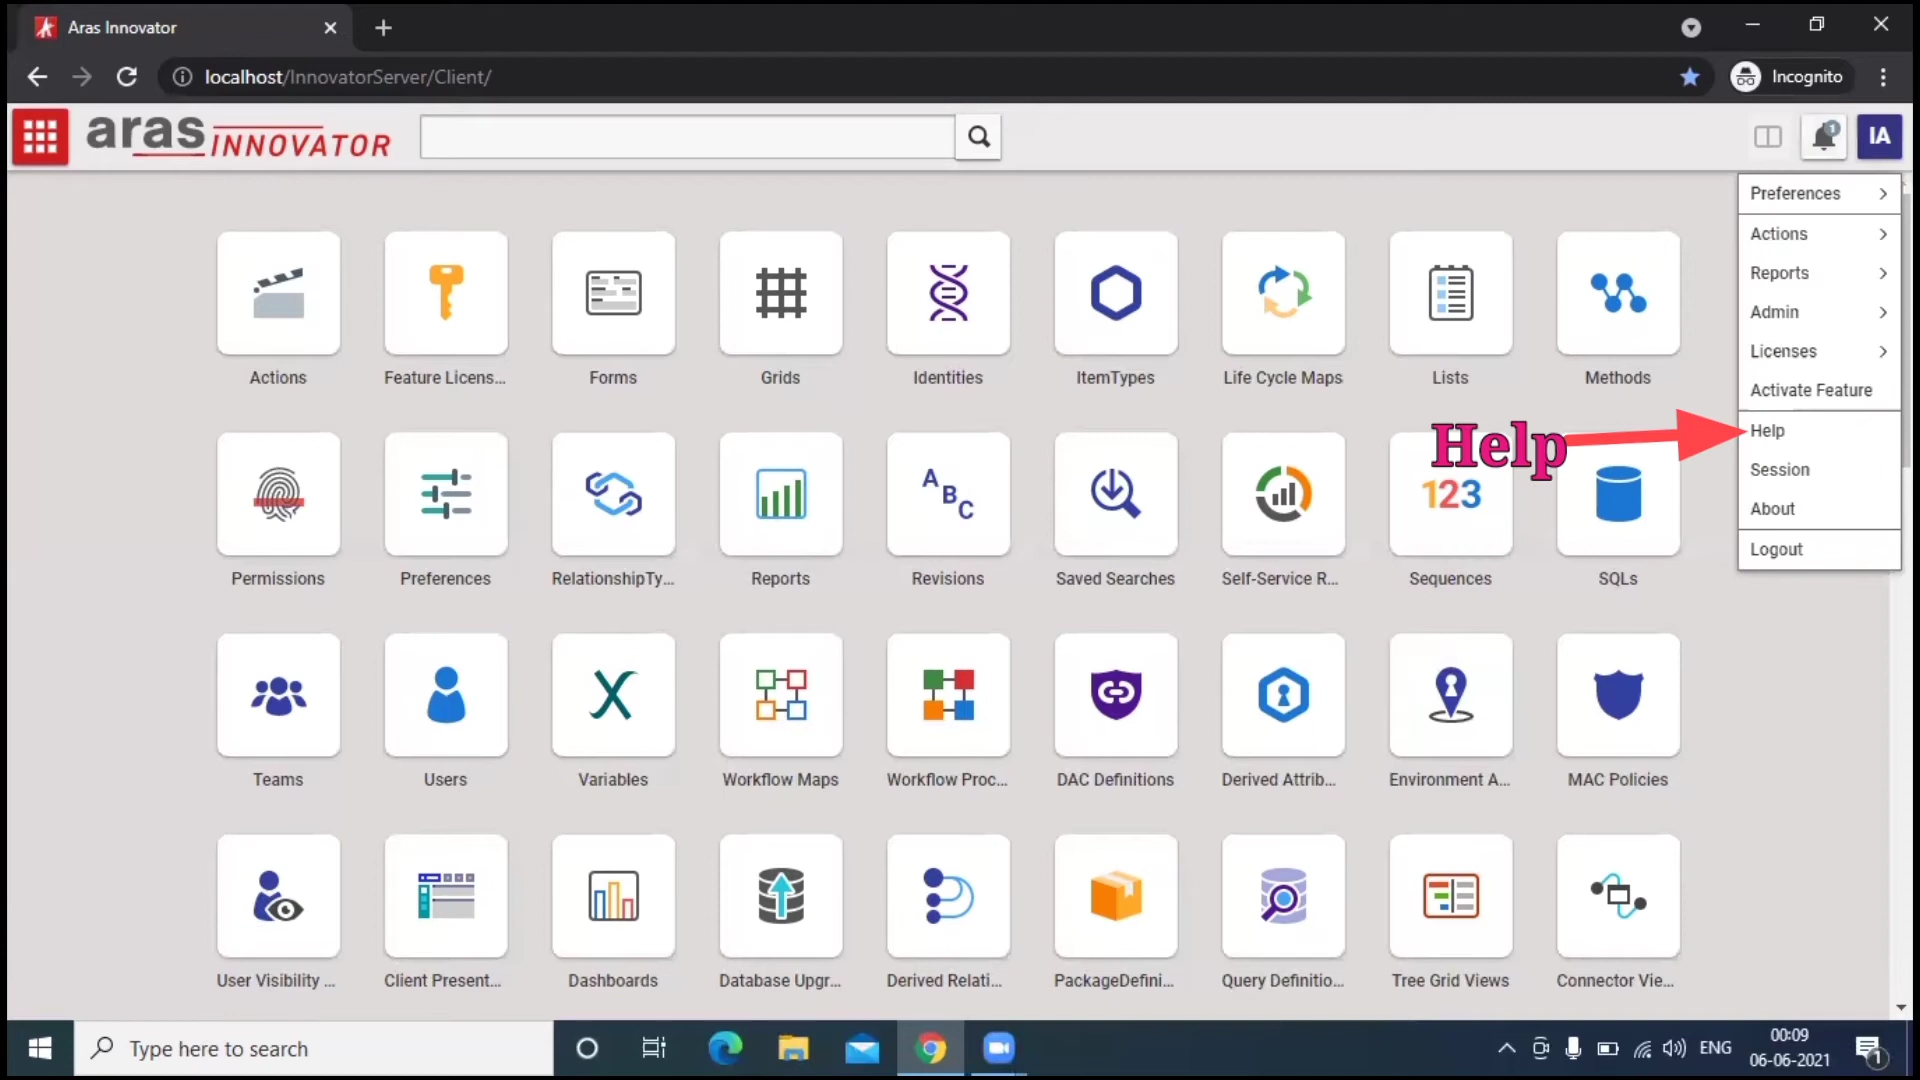 Aras Innovator
localhost/InnovatorServer/Client/
Incognito
aras INNOVATOR
1
IA
Preferences
Actions
Reports
Admin
Licenses
Activate Feature
Help
Session
About
Logout
Help
Actions
Feature Licens...
Forms
Grids
Identities
ItemTypes
Life Cycle Maps
Lists
Methods
A B C
123
Permissions
Preferences
RelationshipTy...
Reports
Revisions
Saved Searches
Self-Service R...
Sequences
SQLs
Teams
Users
Variables
Workflow Maps
Workflow Proc...
DAC Definitions
Derived Attrib...
Environment A...
MAC Policies
User Visibility ...
Client Present...
Dashboards
Database Upgr...
Derived Relati...
PackageDefini...
Query Definitio...
Tree Grid Views
Connector Vie...
Type here to search
ENG
00:09
06-06-2021
1